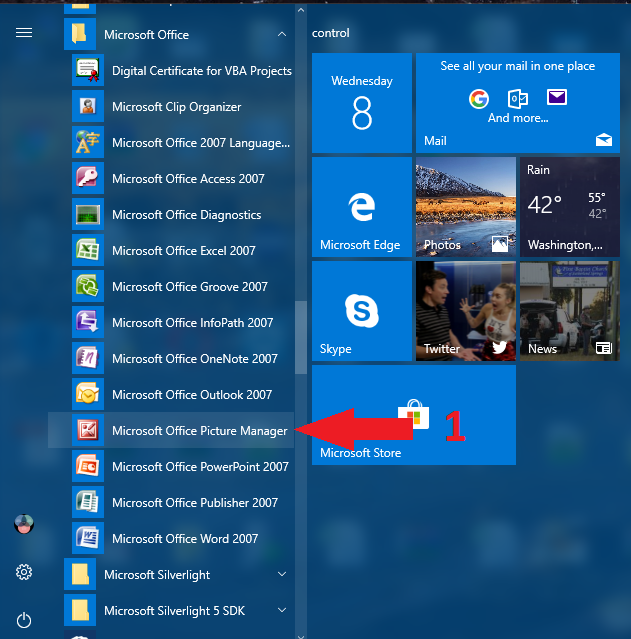 Microsoft Office
Digital Certificate for VBA Projects
Microsoft Clip Organizer
Microsoft Office 2007 Language...
Microsoft Office Access 2007
Microsoft Office Diagnostics
Microsoft Office Excel 2007
Microsoft Office Groove 2007
Microsoft Office InfoPath 2007
Microsoft Office OneNote 2007
Microsoft Office Outlook 2007
Microsoft Office Picture Manager
Microsoft Office PowerPoint 2007
Microsoft Office Publisher 2007
Microsoft Office Word 2007
Microsoft Silverlight
Microsoft Silverlight 5 SDK
control
Wednesday
8
See all your mail in one place
And more...
Mail
Microsoft Edge
Photos
Rain
42° 55°
42°
Washington,...
Skype
Twitter
News
1
Microsoft Store